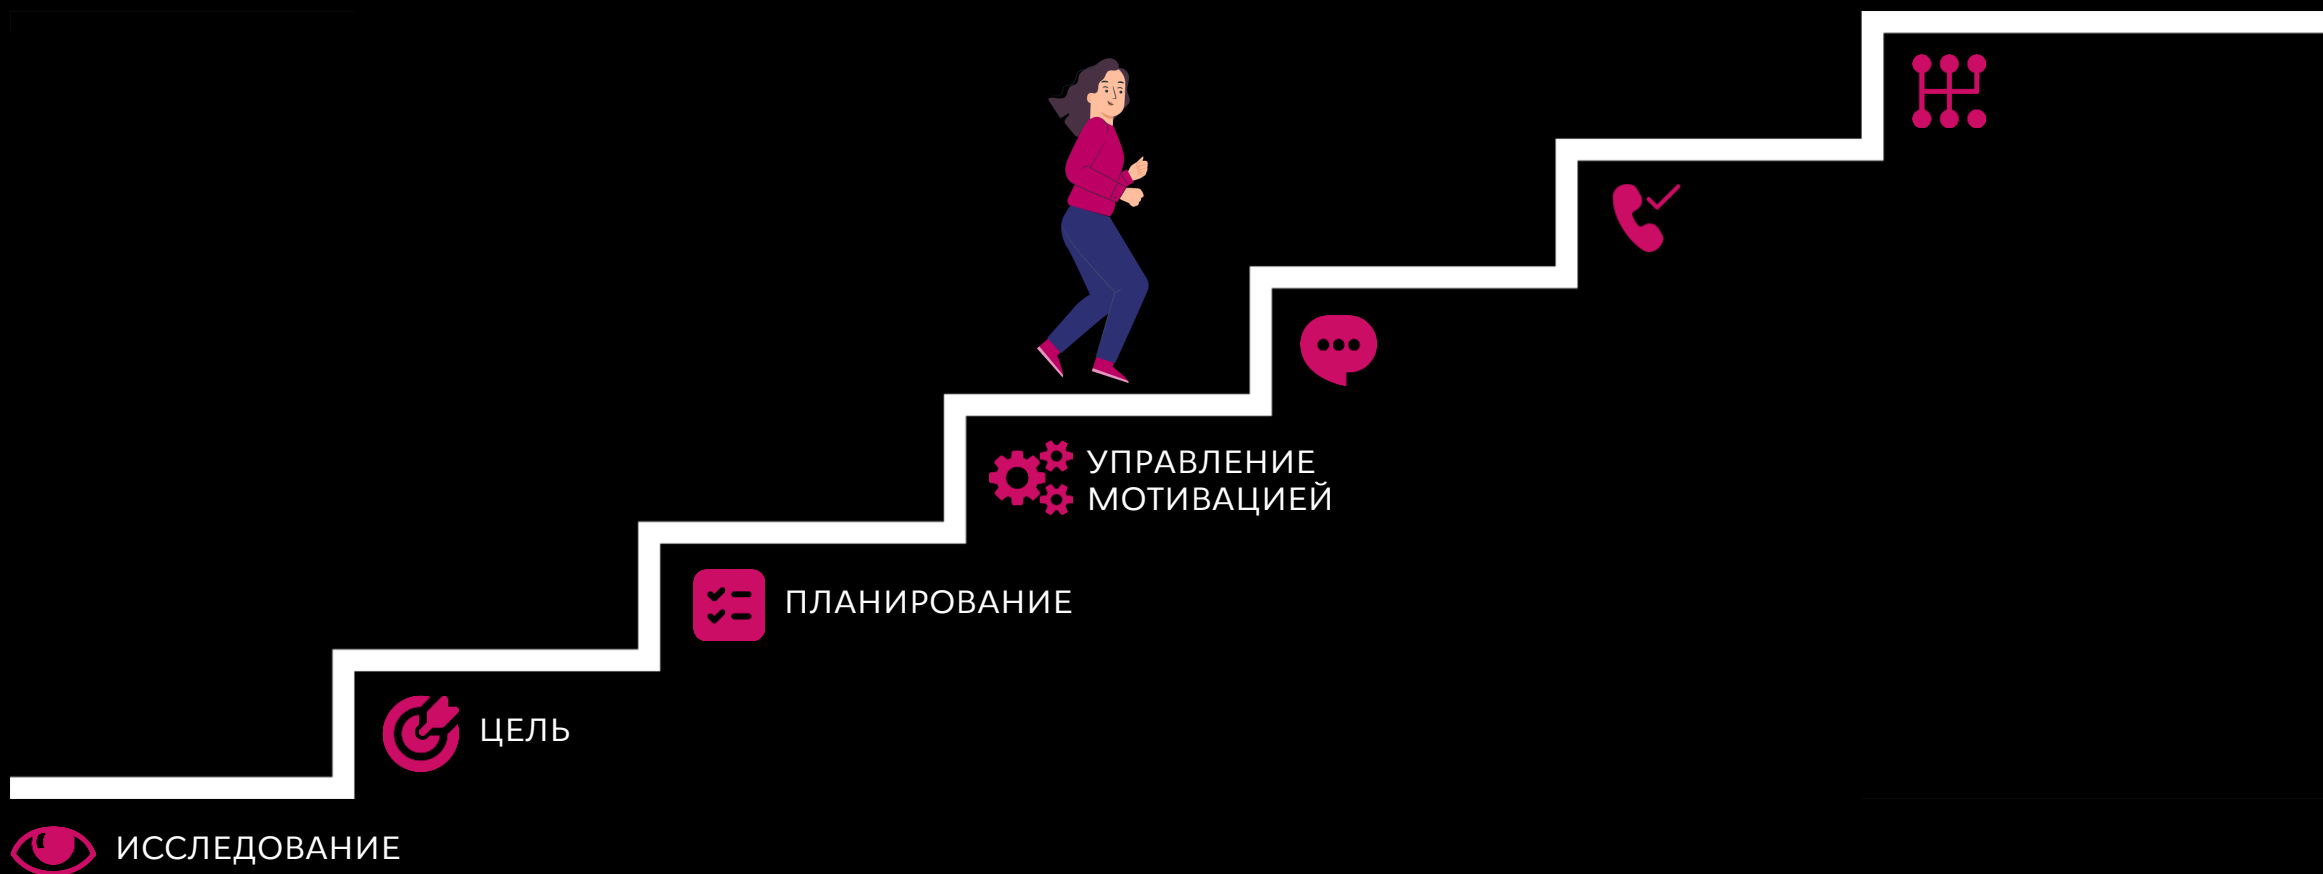 УПРАВЛЕНИЕ
МОТИВАЦИЕЙ
ПЛАНИРОВАНИЕ
ЦЕЛЬ
ИССЛЕДОВАНИЕ